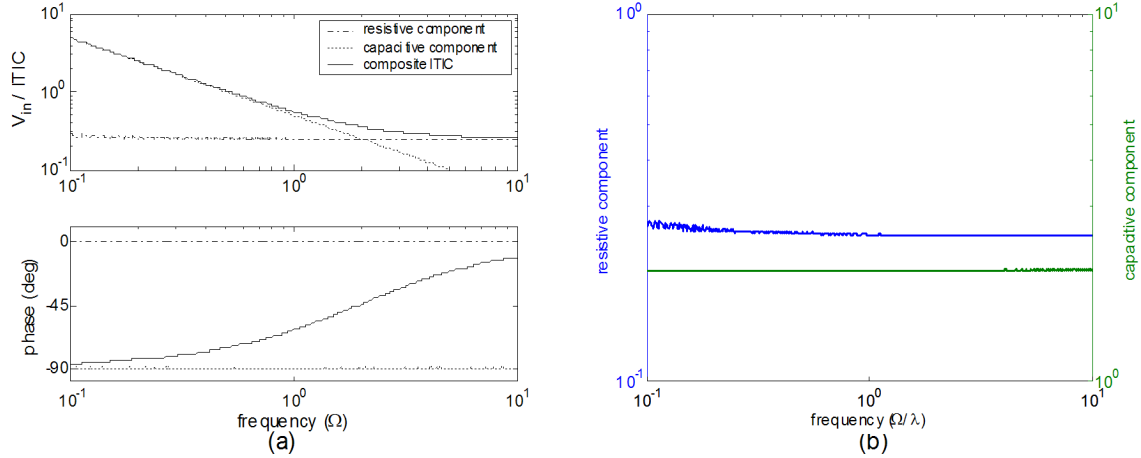 10^1
10^0
10^-1
V_in / ITIC
resistive component
capacitive component
composite ITIC
10^-1
10^0
10^1
0
-45
-90
phase (deg)
10^-1
10^0
10^1
frequency (Ω)
(a)
10^0
10^-1
resistive component
10^1
10^0
capacitive component
10^-1
10^0
10^1
frequency (Ω/λ)
(b)